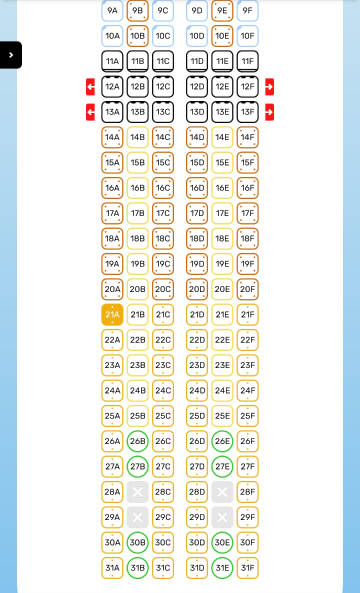 9A 9B 9C 9D 9E 9F
10A 10B 10C 10D 10E 10F
11A 11B 11C 11D 11E 11F
12A 12B 12C 12D 12E 12F
13A 13B 13C 13D 13E 13F
14A 14B 14C 14D 14E 14F
15A 15B 15C 15D 15E 15F
16A 16B 16C 16D 16E 16F
17A 17B 17C 17D 17E 17F
18A 18B 18C 18D 18E 18F
19A 19B 19C 19D 19E 19F
20A 20B 20C 20D 20E 20F
21A 21B 21C 21D 21E 21F
22A 22B 22C 22D 22E 22F
23A 23B 23C 23D 23E 23F
24A 24B 24C 24D 24E 24F
25A 25B 25C 25D 25E 25F
26A 26B 26C 26D 26E 26F
27A 27B 27C 27D 27E 27F
28A 28C 28D 28F
29A 29C 29D 29F
30A 30B 30C 30D 30E 30F
31A 31B 31C 31D 31E 31F